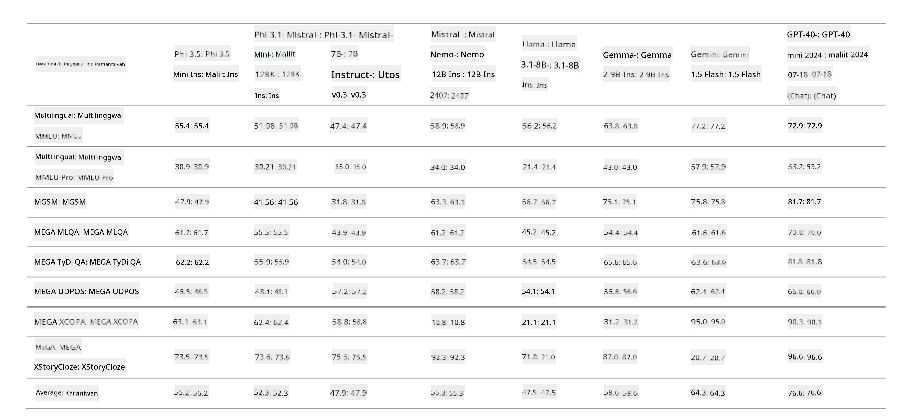 GPT-40-: GPT-40
Phi-3.1- Mistral-: Phi-3.1- Mistral-
Mistral-: Mistral
Phi 3.5: Phi 3.5
7B-: 7B
Nemo-: Nemo
Llama-: Llama
Gemma-: Gemma
Gemini: Gemini
mini 2024-: maliit 2024
Mini Ins: Maliit Ins
Mini-: Maliit
128K-: 128K
Instruct-: Utos
12B Ins: 12B Ins
3.1-8B-: 3.1-8B
2-9B Ins: 2-9B Ins
1.5 Flash: 1.5 Flash
07-18: 07-18
Ins: Ins
v0.3: v0.3
2407: 2407
Ins: Ins
(Chat): (Chat)
Multilingual: Multilinggwal
MMLU: MMLU
55.4: 55.4 51.08: 51.08 47.4: 47.4 58.9: 58.9 56.2: 56.2 63.8: 63.8 77.2: 77.2 72.9: 72.9
Multilingual: Multilinggwal
MMLU-Pro: MMLU-Pro
30.9: 30.9 30.21: 30.21 15.0: 15.0 34.0: 34.0 21.4: 21.4 43.0: 43.0 57.9: 57.9 53.2: 53.2
MGSM: MGSM 47.9: 47.9 41.56: 41.56 31.8: 31.8 63.3: 63.3 56.7: 56.7 75.1: 75.1 75.8: 75.8 81.7: 81.7
MEGA MLQA: MEGA MLQA 61.7: 61.7 55.5: 55.5 43.9: 43.9 61.2: 61.2 45.2: 45.2 54.4: 54.4 61.6: 61.6 70.0: 70.0
MEGA TyDi QA: MEGA TyDi QA 62.2: 62.2 55.9: 55.9 54.0: 54.0 63.7: 63.7 54.5: 54.5 65.6: 65.6 63.6: 63.6 81.8: 81.8
MEGA UDPOS: MEGA UDPOS 46.5: 46.5 48.1: 48.1 57.2: 57.2 58.2: 58.2 54.1: 54.1 56.6: 56.6 62.4: 62.4 66.0: 66.0
MEGA XCOPA: MEGA XCOPA 63.1: 63.1 62.4: 62.4 58.8: 58.8 10.8: 10.8 21.1: 21.1 31.2: 31.2 95.0: 95.0 90.3: 90.3
MEGA: MEGA
XStoryCloze: XStoryCloze
73.5: 73.5 73.6: 73.6 75.5: 75.5 92.3: 92.3 71.8: 71.0 87.0: 87.0 20.7: 20.7 96.6: 96.6
Average: Karaniwan 55.2: 55.2 52.3: 52.3 47.9: 47.9 55.3: 55.3 47.5: 47.5 59.6: 59.6 64.3: 64.3 76.6: 76.6